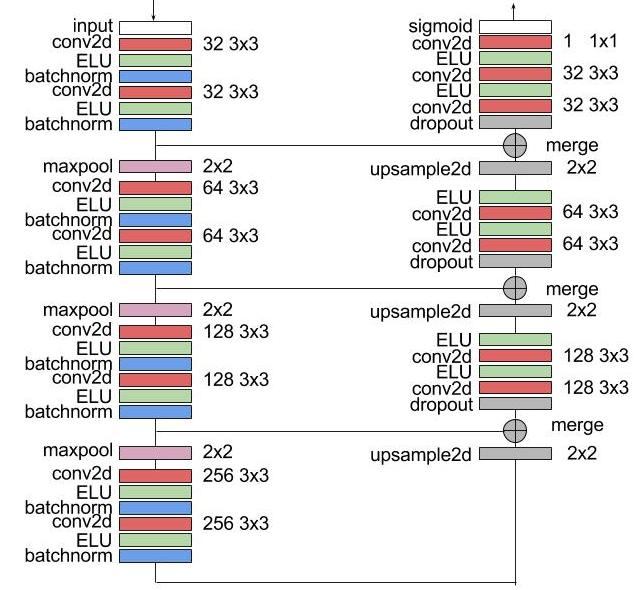 input
conv2d 32 3x3
ELU
batchnorm
conv2d 32 3x3
ELU
batchnorm
maxpool 2x2
conv2d 64 3x3
ELU
batchnorm
conv2d 64 3x3
ELU
batchnorm
maxpool 2x2
conv2d 128 3x3
ELU
batchnorm
conv2d 128 3x3
ELU
batchnorm
maxpool 2x2
conv2d 256 3x3
ELU
batchnorm
conv2d 256 3x3
ELU
batchnorm
sigmoid
conv2d 1 1x1
ELU
conv2d 32 3x3
ELU
conv2d 32 3x3
dropout
merge
upsample2d 2x2
ELU
conv2d 64 3x3
ELU
conv2d 64 3x3
dropout
merge
upsample2d 2x2
ELU
conv2d 128 3x3
ELU
conv2d 128 3x3
dropout
merge
upsample2d 2x2